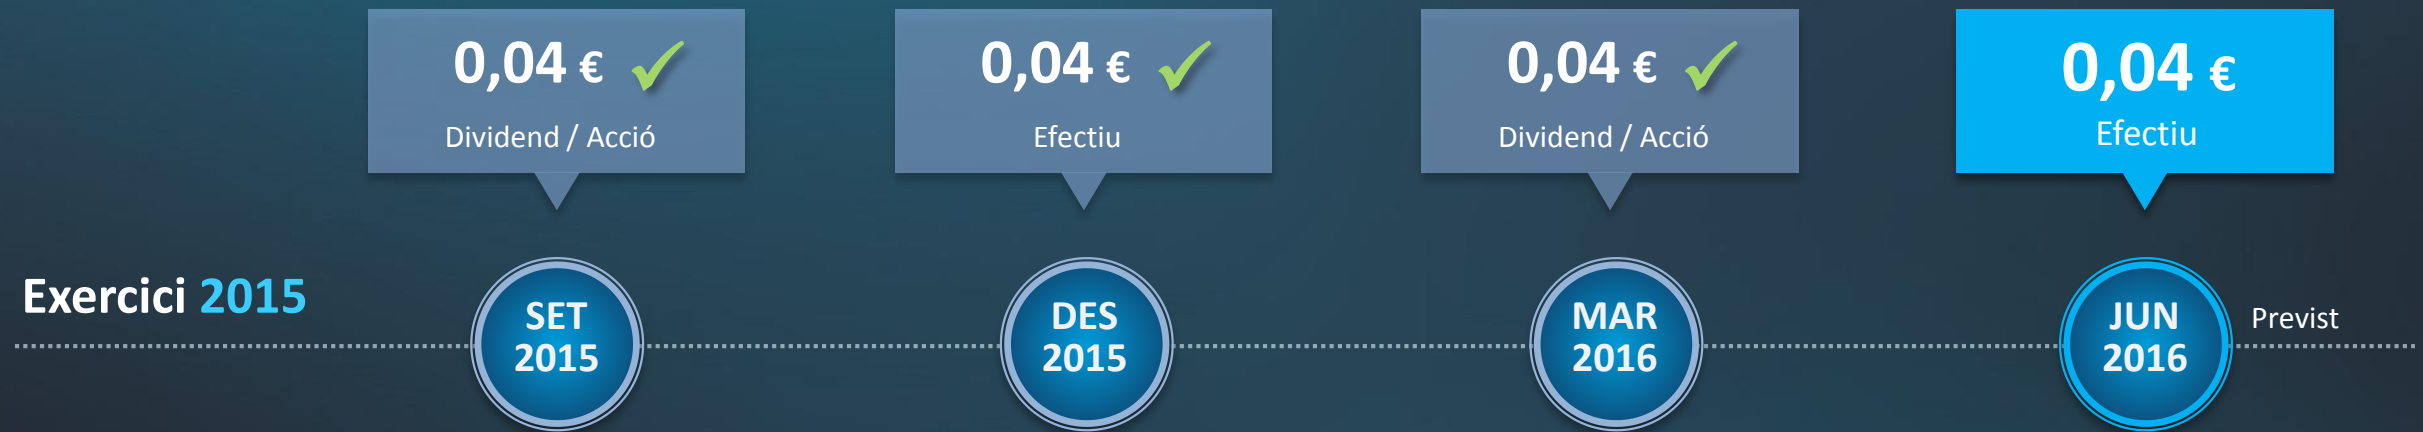 0,04 €
Dividend / Acció
0,04 €
Efectiu
0,04 €
Dividend / Acció
0,04 €
Efectiu
Exercici 2015
SET
2015
DES
2015
MAR
2016
JUN
2016
Previst